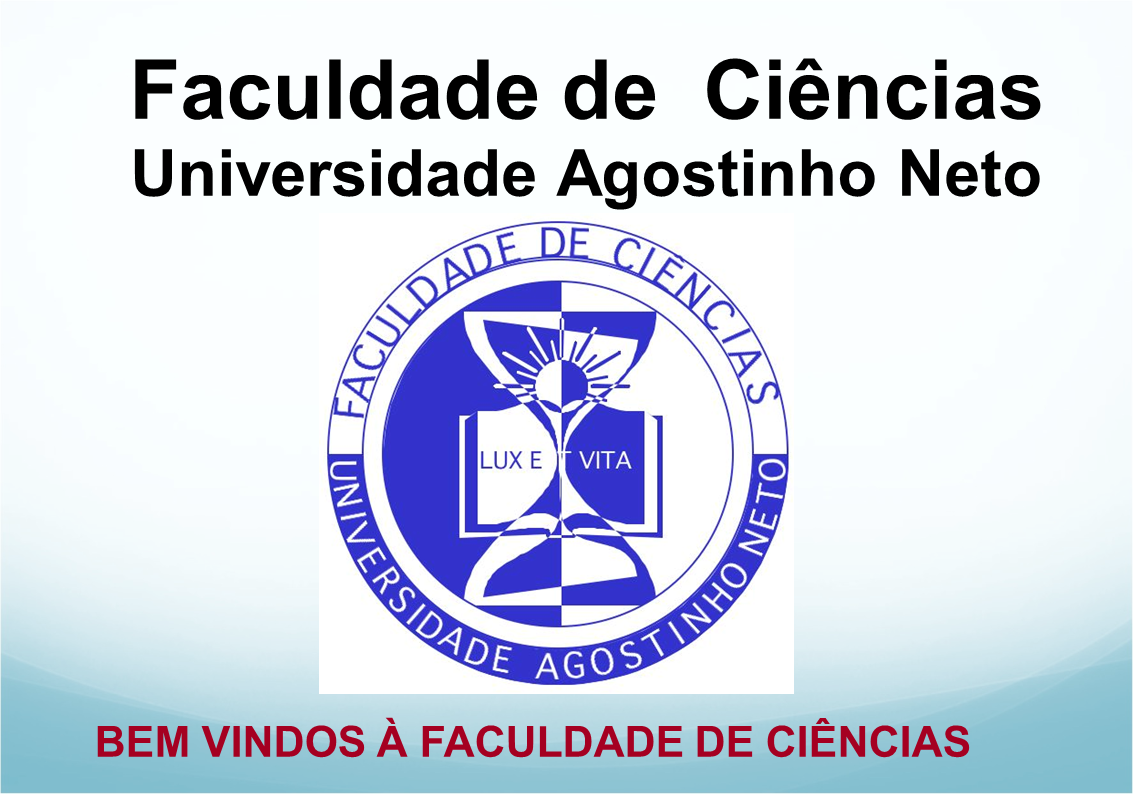 Faculdade de Ciências
Universidade Agostinho Neto
FACULDADE DE CIÊNCIAS
LUX ET VITA
UNIVERSIDADE AGOSTINHO NETO
BEM VINDOS À FACULDADE DE CIÊNCIAS